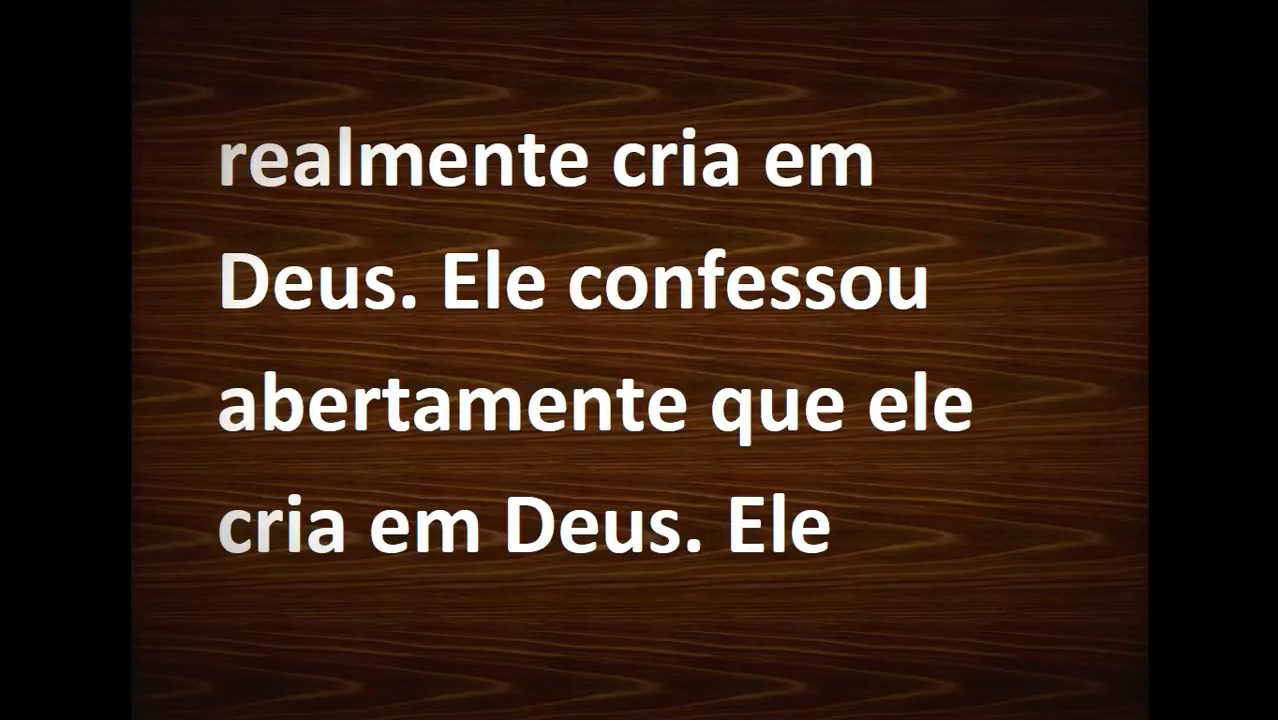 realmente cria em
Deus. Ele confessou
abertamente que ele
cria em Deus. Ele